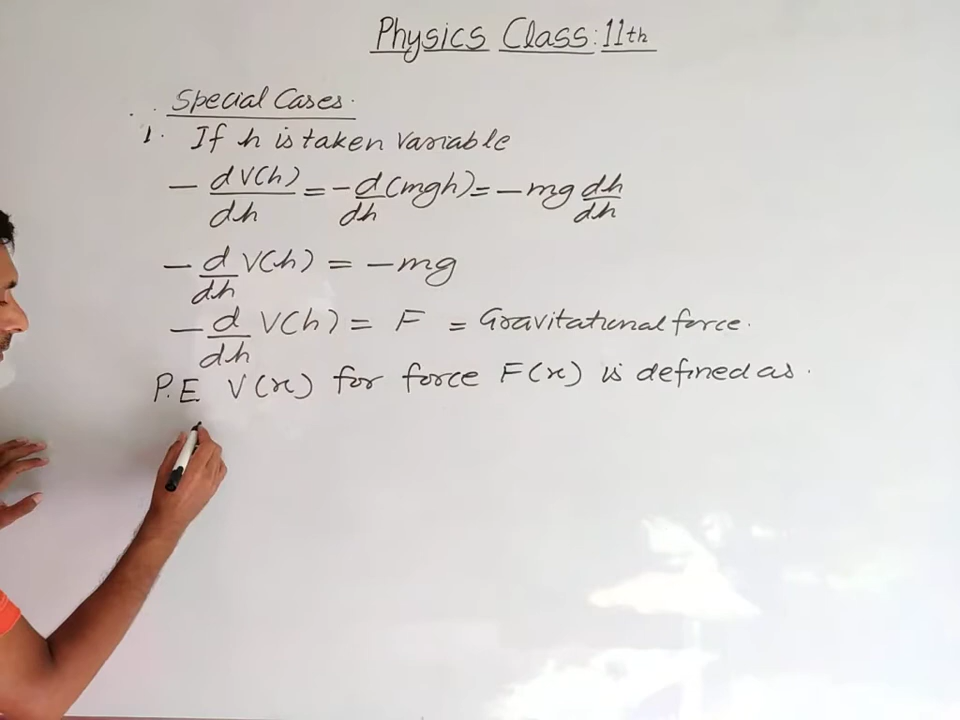 Physics Class: 11th
Special Cases.
1. If h is taken variable
- dV(h)/dh = - d/dh (mgh) = - mg dh/dh
- d/dh V(h) = - mg
- d/dh V(h) = F = Gravitational force.
P.E V(x) for force F(x) is defined as.